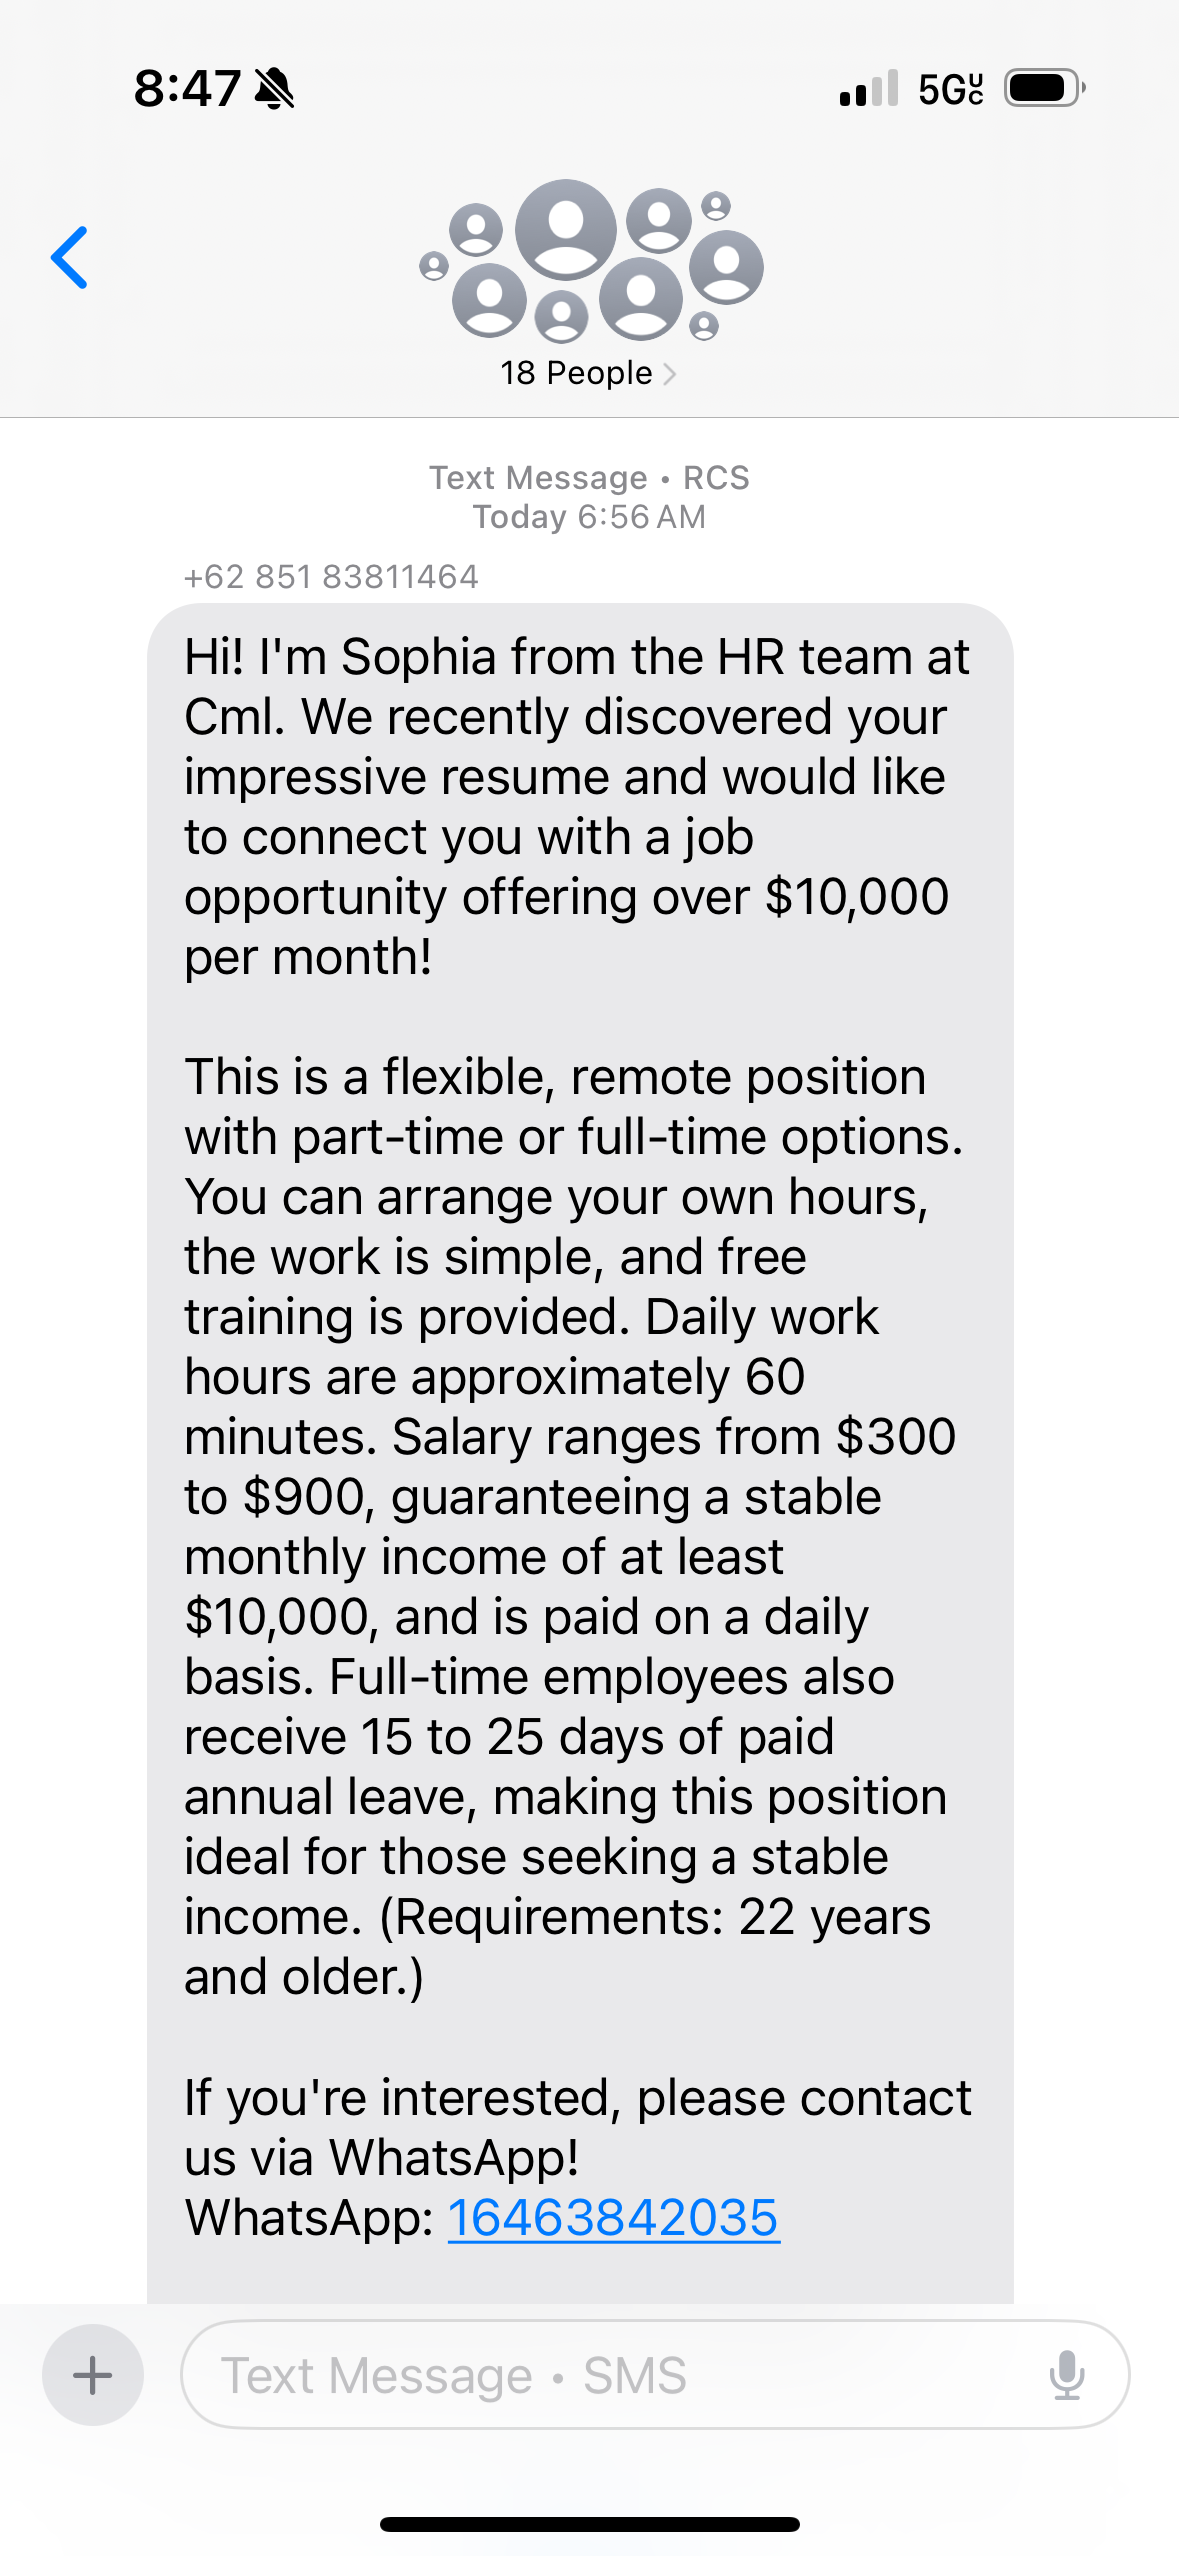 8:47
5G UC
18 People
Text Message • RCS
Today 6:56 AM
+62 851 83811464
Hi! I'm Sophia from the HR team at
Cml. We recently discovered your
impressive resume and would like
to connect you with a job
opportunity offering over $10,000
per month!
This is a flexible, remote position
with part-time or full-time options.
You can arrange your own hours,
the work is simple, and free
training is provided. Daily work
hours are approximately 60
minutes. Salary ranges from $300
to $900, guaranteeing a stable
monthly income of at least
$10,000, and is paid on a daily
basis. Full-time employees also
receive 15 to 25 days of paid
annual leave, making this position
ideal for those seeking a stable
income. (Requirements: 22 years
and older.)
If you're interested, please contact
us via WhatsApp!
WhatsApp: 16463842035
Text Message • SMS